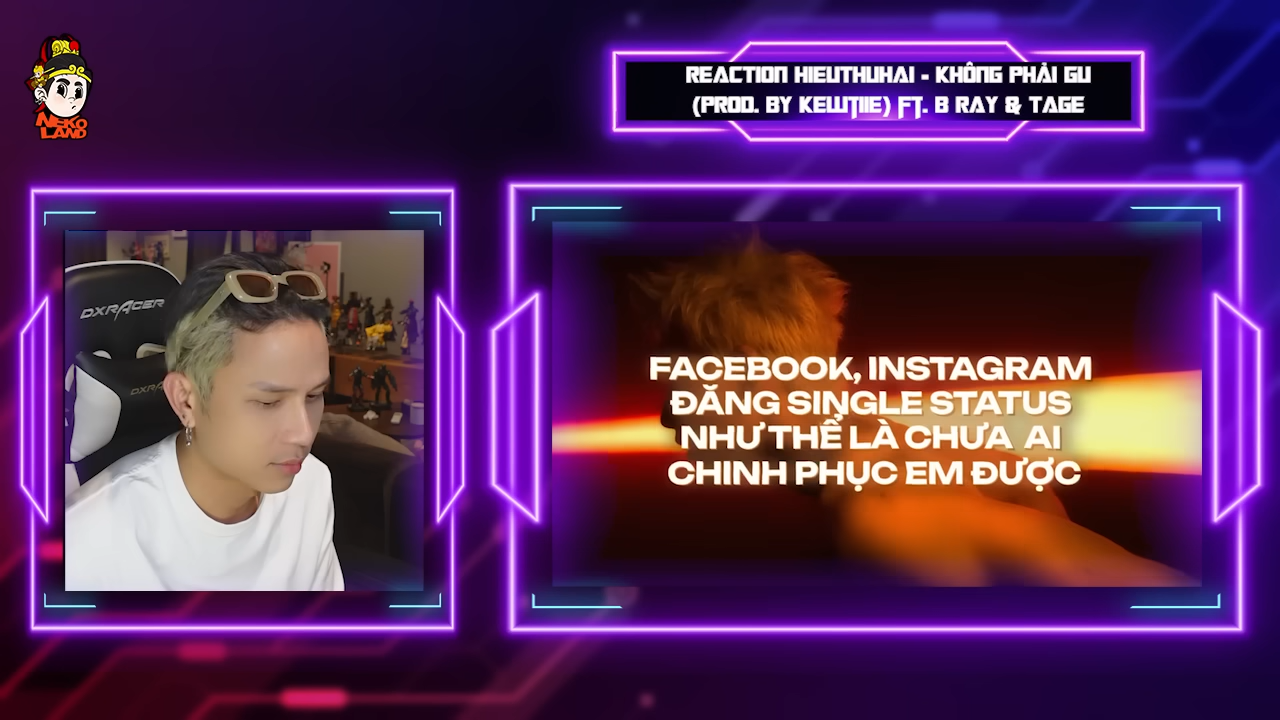 NEKO
LAND
REACTION HIEUTHUHAI - KHÔNG PHẢI GU
(PROD. BY KEWTIIE) FT. B RAY & TAGE
DXRACER
DXRA
FACEBOOK, INSTAGRAM
ĐĂNG SINGLE STATUS
NHƯ THỂ LÀ CHƯA AI
CHINH PHỤC EM ĐƯỢC